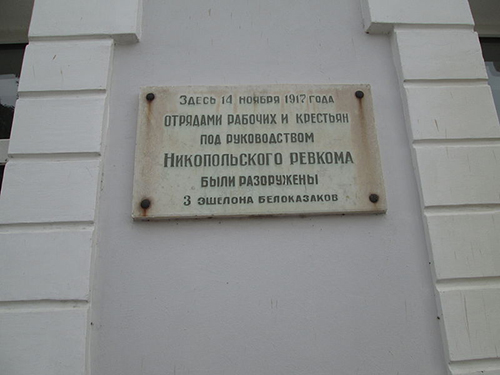 Здесь 14 ноября 1917 года
отрядами рабочих и крестьян
под руководством
Никопольского ревкома
были разоружены
3 эшелона белоказаков